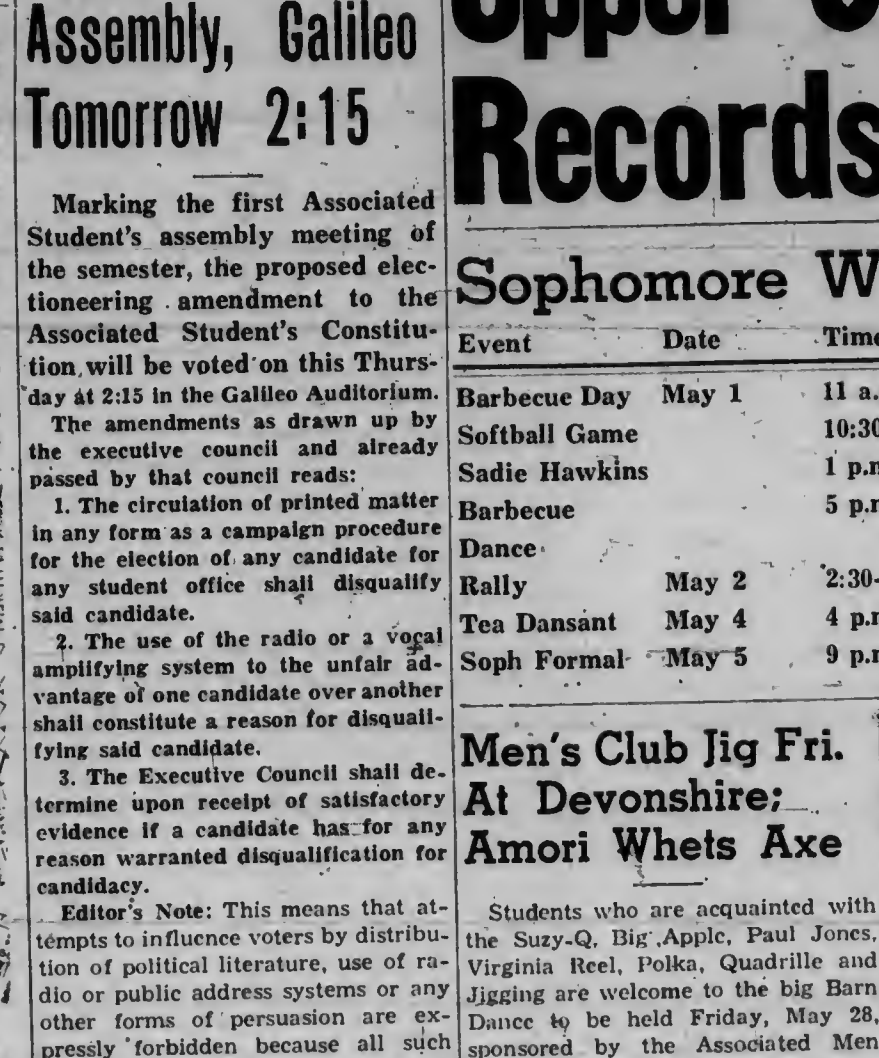 Assembly, Galileo
Tomorrow 2:15
Marking the first Associated
Student's assembly meeting of
the semester, the proposed elec-
tioneering amendment to the
Associated Student's Constitu-
tion will be voted on this Thurs-
day at 2:15 in the Galileo Auditorium.
The amendments as drawn up by
the executive council and already
passed by that council reads:
1. The circulation of printed matter
in any form as a campaign procedure
for the election of any candidate for
any student office shall disqualify
said candidate.
2. The use of the radio or a vocal
amplifying system to the unfair ad-
vantage of one candidate over another
shall constitute a reason for disquali-
fying said candidate.
3. The Executive Council shall de-
termine upon receipt of satisfactory
evidence if a candidate has for any
reason warranted disqualification for
candidacy.
Editor's Note: This means that at-
tempts to influence voters by distribu-
tion of political literature, use of ra-
dio or public address systems or any
other forms of persuasion are ex-
pressly forbidden because all such
Upper
Records
Sophomore W
Event Date Time
Barbecue Day May 1 11 a.
Softball Game 10:30
Sadie Hawkins 1 p.m
Barbecue 5 p.m
Dance
Rally May 2 2:30-
Tea Dansant May 4 4 p.m
Soph Formal May 5 9 p.m
Men's Club Jig Fri.
At Devonshire;
Amori Whets Axe
Students who are acquainted with
the Suzy-Q, Big Apple, Paul Jones,
Virginia Reel, Polka, Quadrille and
Jigging are welcome to the big Barn
Dance to be held Friday, May 28,
sponsored by the Associated Men